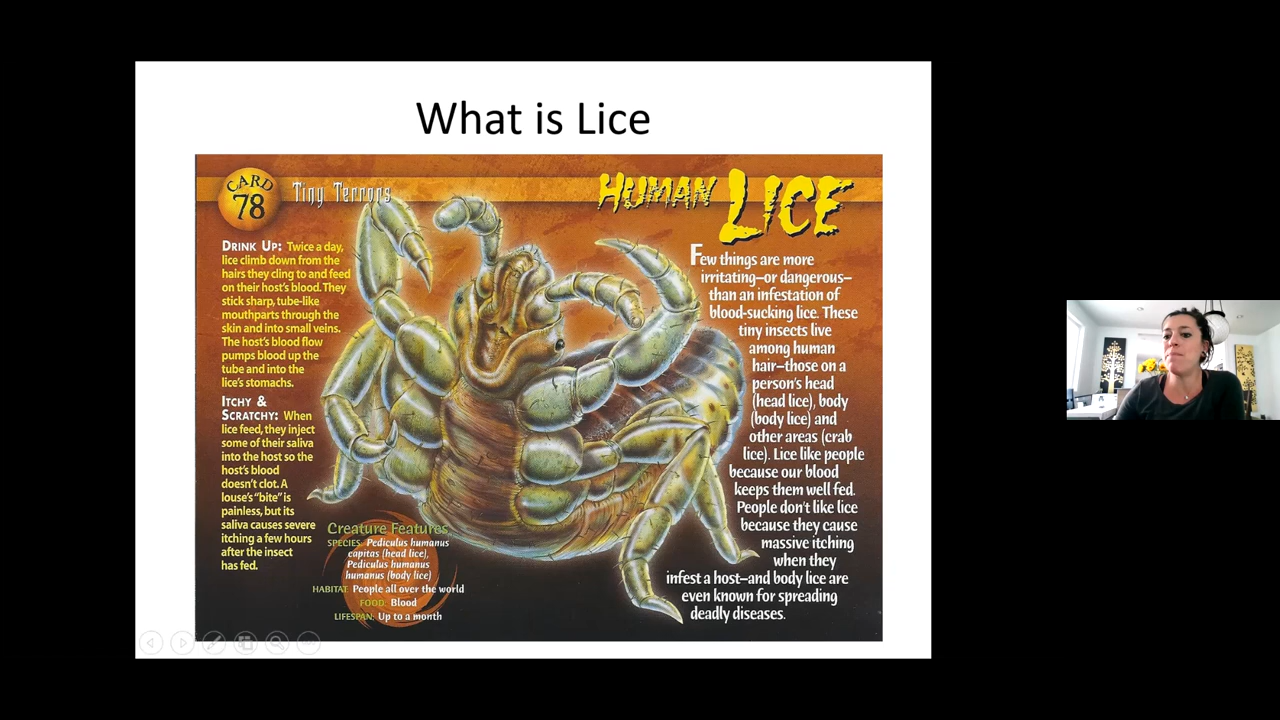 What is Lice
CARD
78
Tiny Terrors
HUMAN LICE
DRINK UP: Twice a day,
lice climb down from the
hairs they cling to and feed
on their host's blood. They
stick sharp, tube-like
mouthparts through the
skin and into small veins.
The host's blood flow
pumps blood up the
tube and into the
lice's stomachs.
ITCHY &
SCRATCHY: When
lice feed, they inject
some of their saliva
into the host so the
host's blood
doesn't clot. A
louse's "bite" is
painless, but its
saliva causes severe
itching a few hours
after the insect
has fed.
Creature Features
SPECIES: Pediculus humanus
capitas (head lice),
Pediculus humanus
humanus (body lice)
HABITAT: People all over the world
FOOD: Blood
LIFESPAN: Up to a month
Few things are more
irritating–or dangerous–
than an infestation of
blood-sucking lice. These
tiny insects live
among human
hair–those on a
person's head
(head lice), body
(body lice) and
other areas (crab
lice). Lice like people
because our blood
keeps them well fed.
People don't like lice
because they cause
massive itching
when they
infest a host–and body lice are
even known for spreading
deadly diseases.